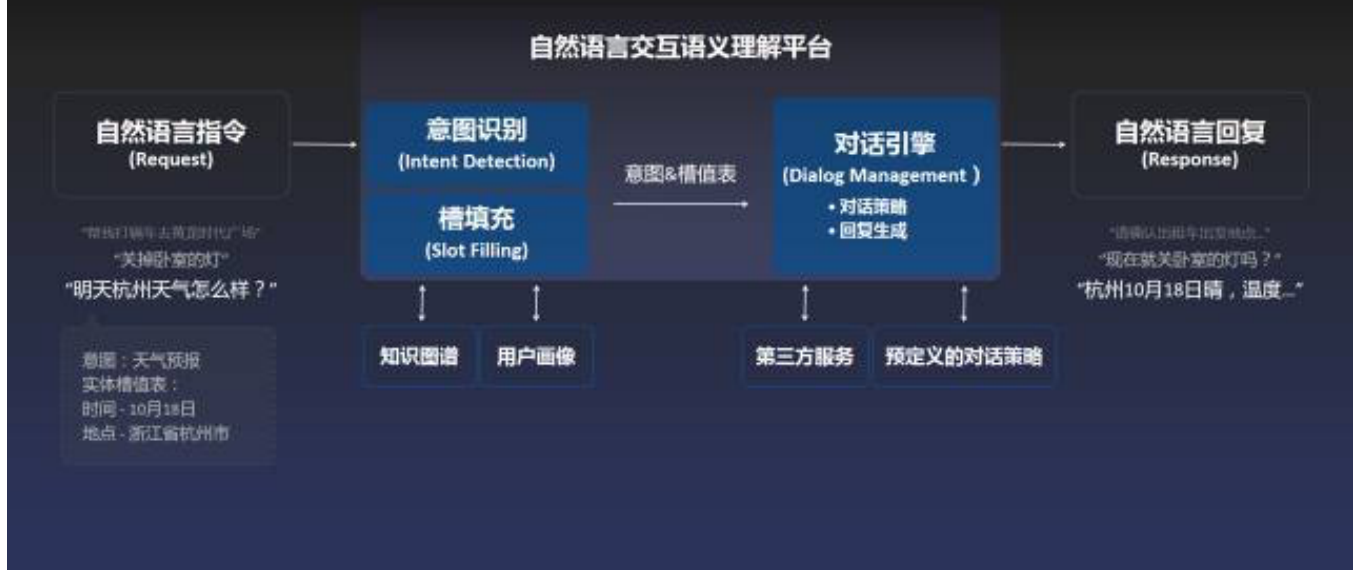 自然语言交互语义理解平台
自然语言指令
(Request)
意图识别
(Intent Detection)
槽填充
(Slot Filling)
意图&槽值表
对话引擎
(Dialog Management )
• 对话策略
• 回复生成
自然语言回复
(Response)
"关掉卧室的灯"
"明天杭州天气怎么样？"
意图：天气预报
实体槽值表：
时间 - 10月18日
地点 - 浙江省杭州市
知识图谱
用户画像
第三方服务
预定义的对话策略
"现在就关卧室的灯吗？"
"杭州10月18日晴，温度..."